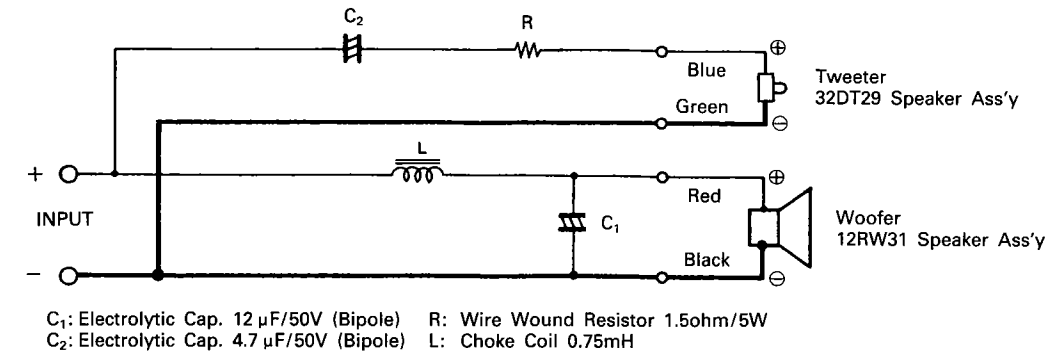 C₂
R
⊕
Blue
Tweeter
32DT29 Speaker Ass'y
Green
⊖
L
+
⊕
Red
INPUT
C₁
Woofer
12RW31 Speaker Ass'y
Black
−
⊖
C₁: Electrolytic Cap. 12 µF/50V (Bipole) R: Wire Wound Resistor 1.5ohm/5W
C₂: Electrolytic Cap. 4.7 µF/50V (Bipole) L: Choke Coil 0.75mH